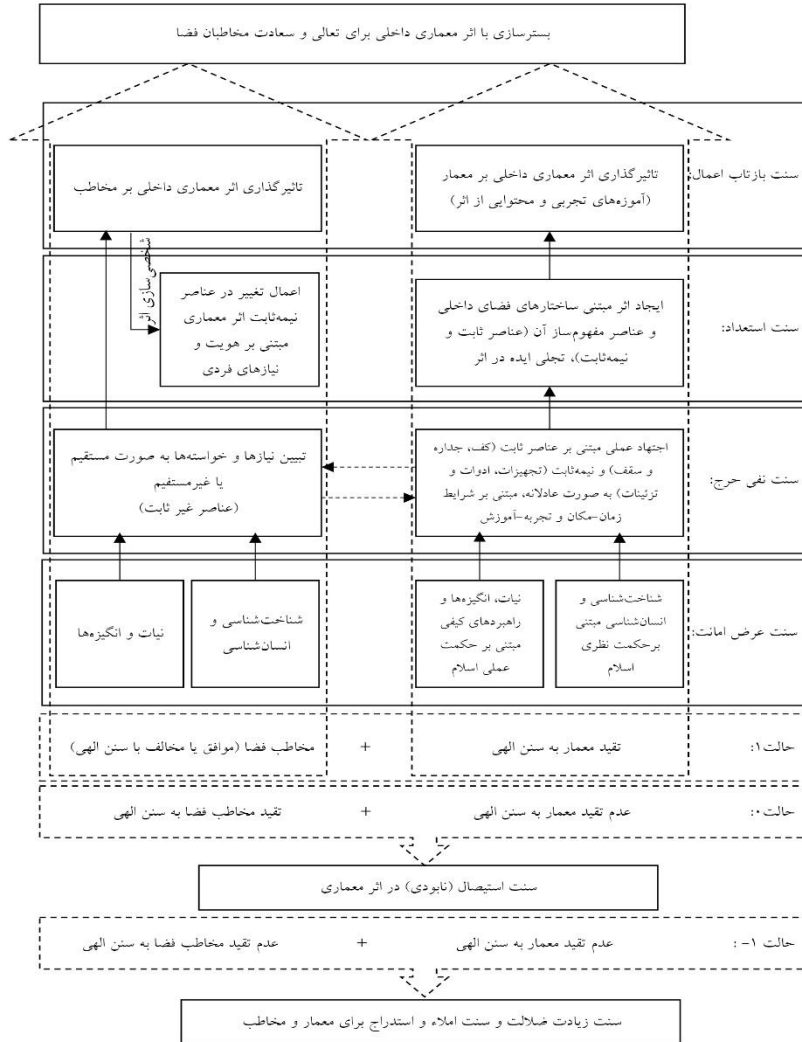 بسترسازی با اثر معماری داخلی برای تعالی و سعادت مخاطبان فضا
سنت بازتاب اعمال:
تاثیرگذاری اثر معماری داخلی بر معمار
(آموزه‌های تجربی و محتوایی از اثر)
تاثیرگذاری اثر معماری داخلی بر مخاطب
شخصی‌سازی اثر
سنت استعداد:
ایجاد اثر مبتنی ساختارهای فضای داخلی
و عناصر مفهوم‌ساز آن (عناصر ثابت و
نیمه‌ثابت)، تجلی ایده در اثر
اعمال تغییر در عناصر
نیمه‌ثابت اثر معماری
مبتنی بر هویت و
نیازهای فردی
سنت نفی حرج:
اجتهاد عملی مبتنی بر عناصر ثابت (کف، جداره
و سقف) و نیمه‌ثابت (تجهیزات، ادوات و
تزئینات) به صورت عادلانه، مبتنی بر شرایط
زمان-مکان و تجربه-آموزش
تبیین نیازها و خواسته‌ها به صورت مستقیم
یا غیرمستقیم
(عناصر غیر ثابت)
سنت عرض امانت:
شناخت‌شناسی و
انسان‌شناسی مبتنی
برحکمت نظری
اسلام
نیات، انگیزه‌ها و
راهبردهای کیفی
مبتنی بر حکمت
عملی اسلام
شناخت‌شناسی و
انسان‌شناسی
نیات و انگیزه‌ها
حالت۱: تقید معمار به سنن الهی + مخاطب فضا (موافق یا مخالف با سنن الهی)
حالت۰: عدم تقید معمار به سنن الهی + تقید مخاطب فضا به سنن الهی
سنت استیصال (نابودی) در اثر معماری
حالت ۱- : عدم تقید معمار به سنن الهی + عدم تقید مخاطب فضا به سنن الهی
سنت زیادت ضلالت و سنت املاء و استدراج برای معمار و مخاطب